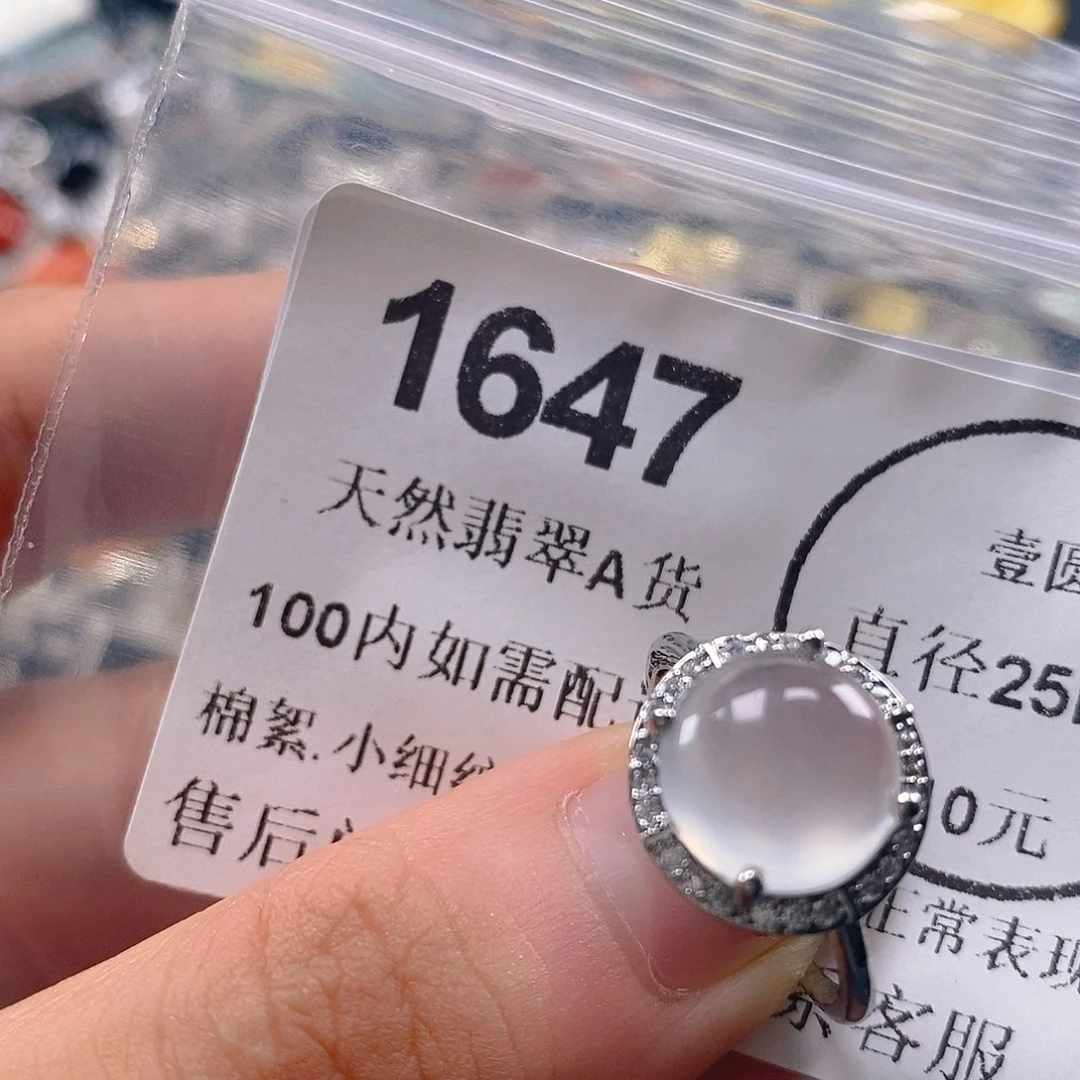 1647
天然翡翠A货
100内如需配
棉絮.小细
售后
壹圆
直径25
0元
正常表现
客服